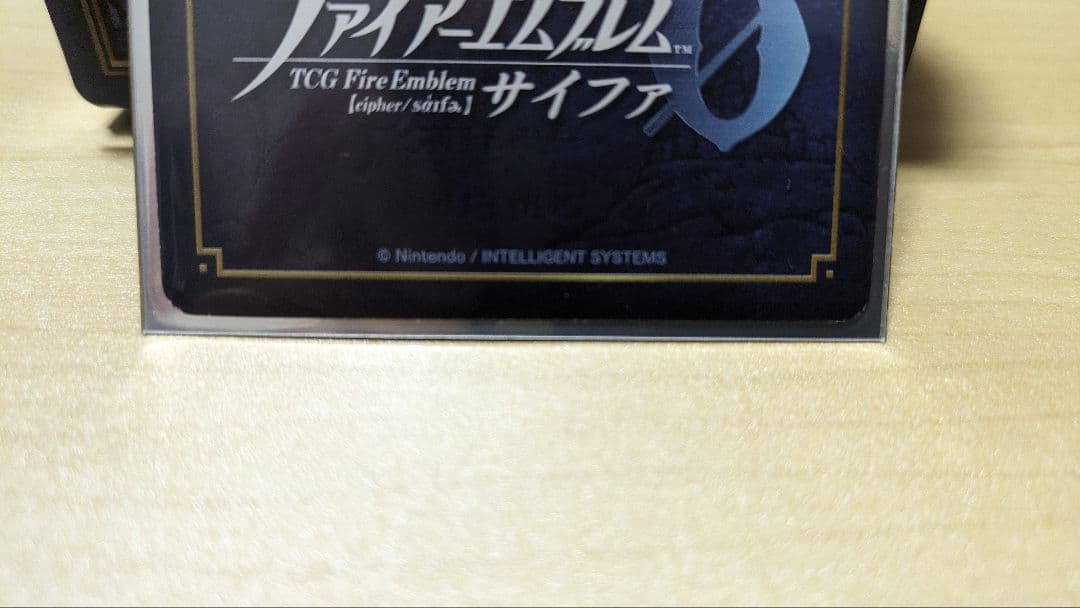 ファイアーエムブレム™
TCG Fire Emblem サイファ
【cipher/sάɪfɚ】
© Nintendo / INTELLIGENT SYSTEMS